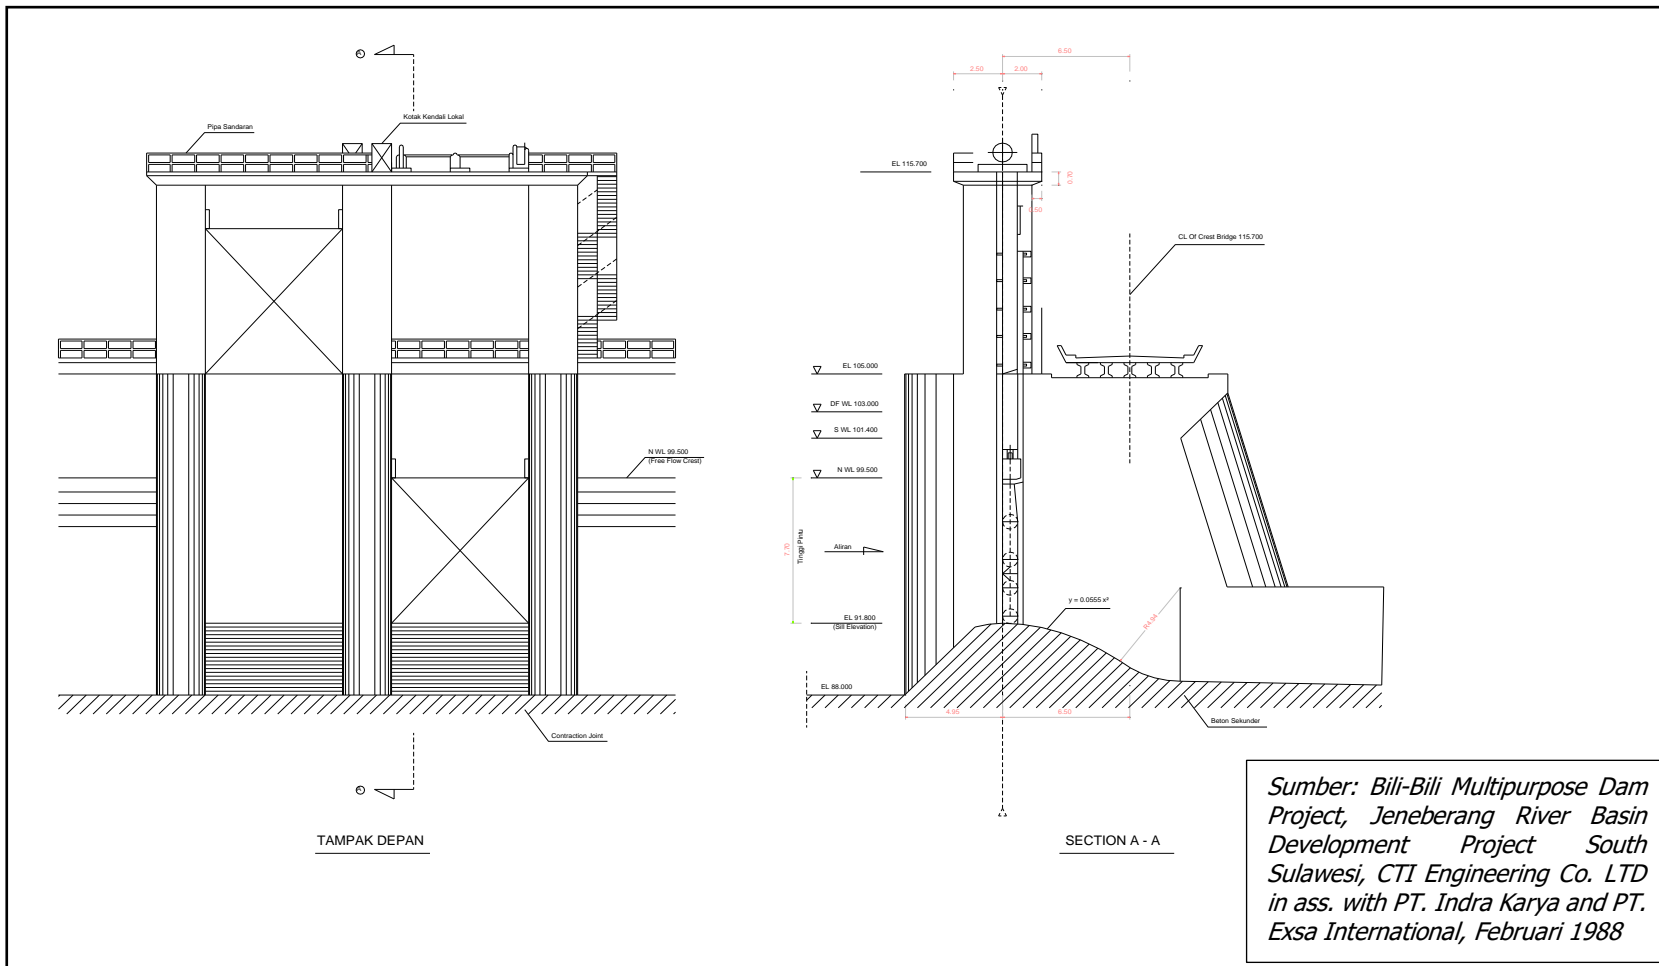 A
Pipa Sandaran
Kotak Kendali Lokal
N WL 99.500
(Free Flow Crest)
Contraction Joint
A
TAMPAK DEPAN
6.50
2.50
2.00
EL 115.700
0.70
0.50
CL Of Crest Bridge 115.700
EL 105.000
DF WL 103.000
S WL 101.400
N WL 99.500
7.70
Tinggi Pintu
Aliran
y = 0.0555 x²
R4.94
EL 91.800
(Sill Elevation)
EL 88.000
4.95
6.50
Beton Sekunder
SECTION A - A
Sumber: Bili-Bili Multipurpose Dam
Project, Jeneberang River Basin
Development Project South
Sulawesi, CTI Engineering Co. LTD
in ass. with PT. Indra Karya and PT.
Exsa International, Februari 1988